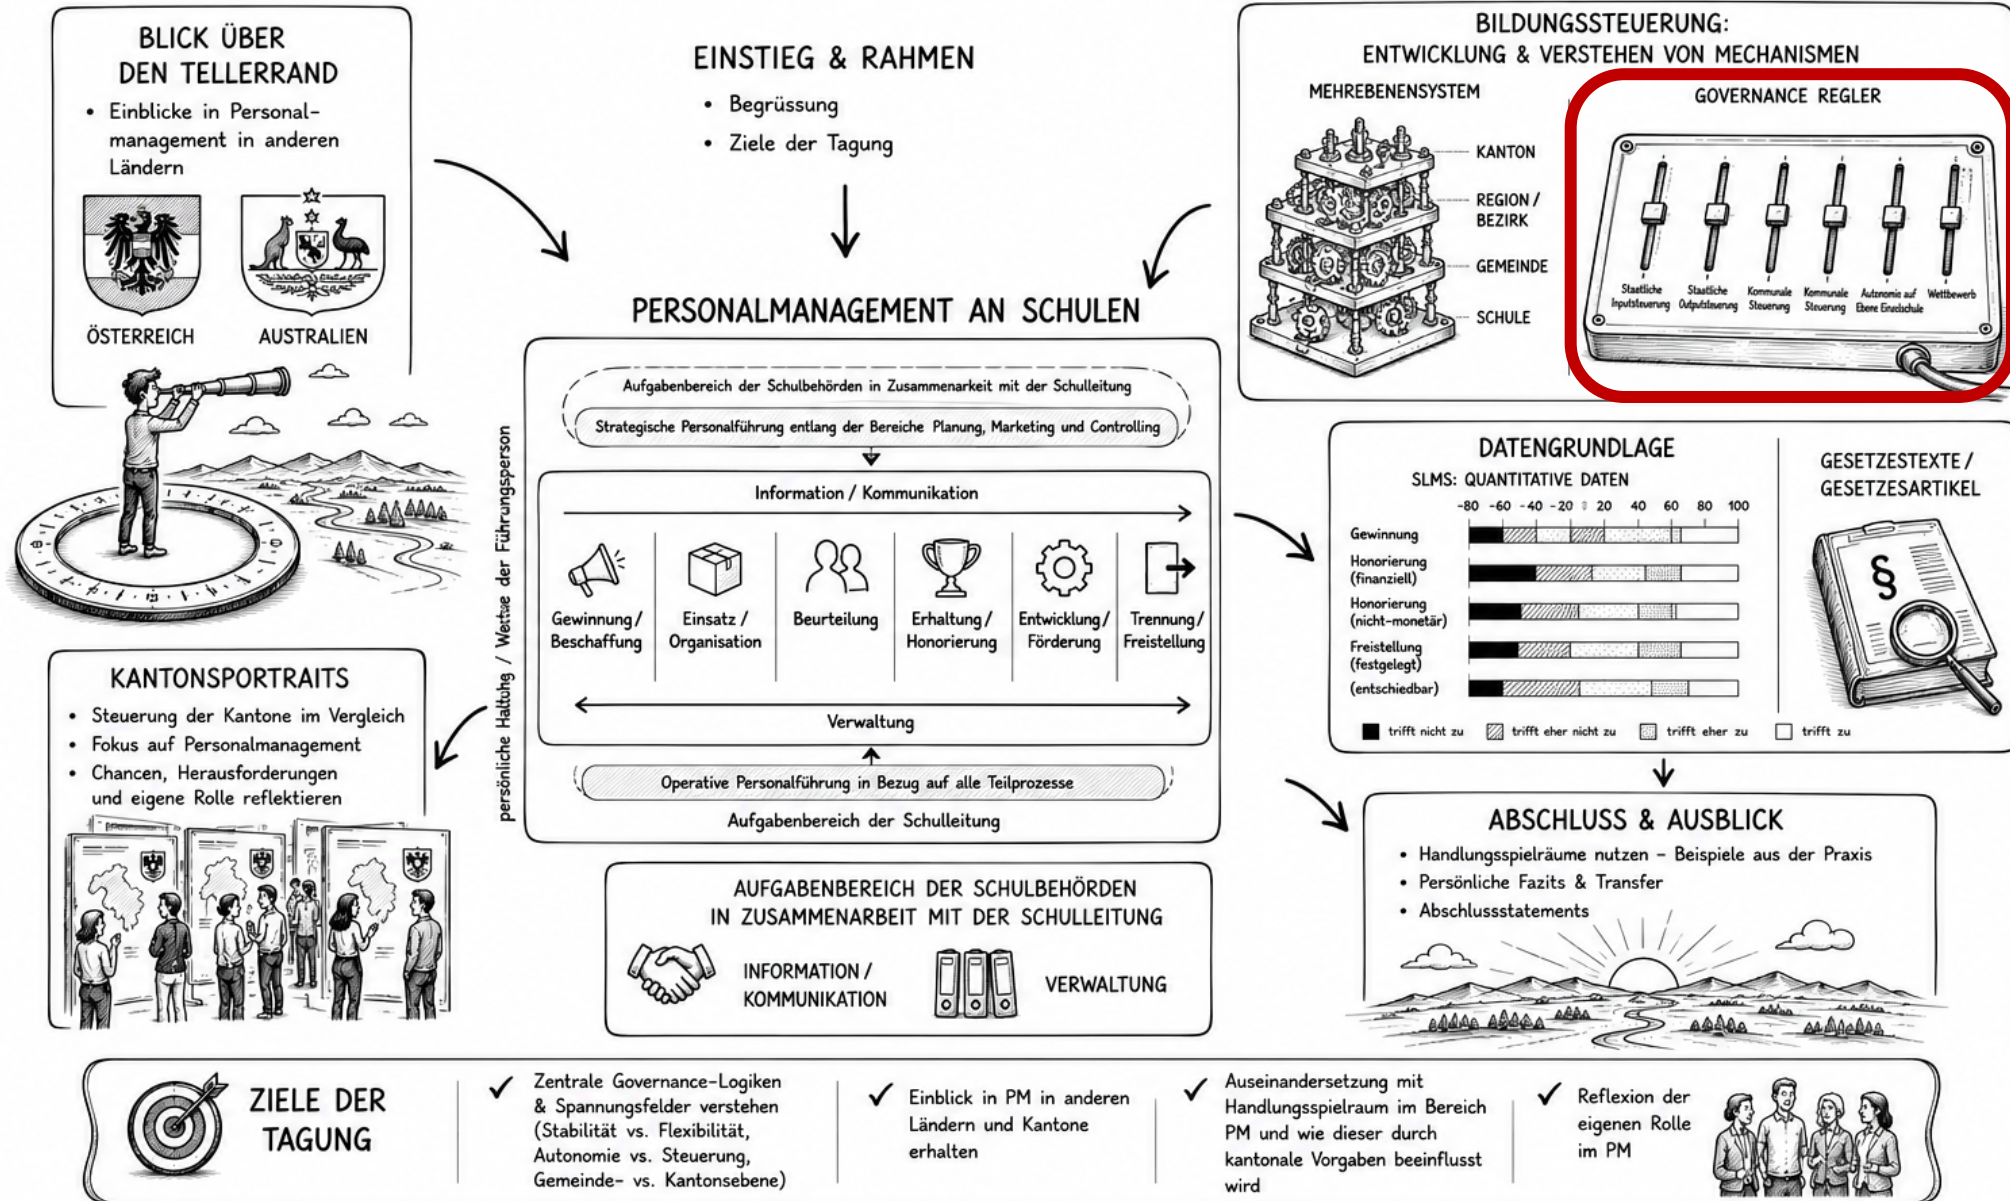 BLICK ÜBER
DEN TELLERRAND
• Einblicke in Personal-
management in anderen
Ländern
ÖSTERREICH
AUSTRALIEN
EINSTIEG & RAHMEN
• Begrüssung
• Ziele der Tagung
BILDUNGSSTEUERUNG:
ENTWICKLUNG & VERSTEHEN VON MECHANISMEN
MEHREBENENSYSTEM
KANTON
REGION /
BEZIRK
GEMEINDE
SCHULE
GOVERNANCE REGLER
Staatliche
Inputsteuerung
Staatliche
Outputsteuerung
Kommunale
Steuerung
Kommunale
Steuerung
Autonomie auf
Ebene Einzelschule
Wettbewerb
PERSONALMANAGEMENT AN SCHULEN
persönliche Haltung / Weltse der Führungsperson
Aufgabenbereich der Schulbehörden in Zusammenarbeit mit der Schulleitung
Strategische Personalführung entlang der Bereiche Planung, Marketing und Controlling
Information / Kommunikation
Gewinnung /
Beschaffung
Einsatz /
Organisation
Beurteilung
Erhaltung /
Honorierung
Entwicklung /
Förderung
Trennung /
Freistellung
Verwaltung
Operative Personalführung in Bezug auf alle Teilprozesse
Aufgabenbereich der Schulleitung
AUFGABENBEREICH DER SCHULBEHÖRDEN
IN ZUSAMMENARBEIT MIT DER SCHULLEITUNG
INFORMATION /
KOMMUNIKATION
VERWALTUNG
KANTONSPORTRAITS
• Steuerung der Kantone im Vergleich
• Fokus auf Personalmanagement
• Chancen, Herausforderungen
und eigene Rolle reflektieren
DATENGRUNDLAGE
SLMS: QUANTITATIVE DATEN
-80 -60 -40 -20 0 20 40 60 80 100
Gewinnung
Honorierung
(finanziell)
Honorierung
(nicht-monetär)
Freistellung
(festgelegt)
(entschiedbar)
trifft nicht zu
trifft eher nicht zu
trifft eher zu
trifft zu
GESETZESTEXTE /
GESETZESARTIKEL
§
ABSCHLUSS & AUSBLICK
• Handlungsspielräume nutzen – Beispiele aus der Praxis
• Persönliche Fazits & Transfer
• Abschlussstatements
ZIELE DER
TAGUNG
✓ Zentrale Governance-Logiken
& Spannungsfelder verstehen
(Stabilität vs. Flexibilität,
Autonomie vs. Steuerung,
Gemeinde- vs. Kantonsebene)
✓ Einblick in PM in anderen
Ländern und Kantone
erhalten
✓ Auseinandersetzung mit
Handlungsspielraum im Bereich
PM und wie dieser durch
kantonale Vorgaben beeinflusst
wird
✓ Reflexion der
eigenen Rolle
im PM